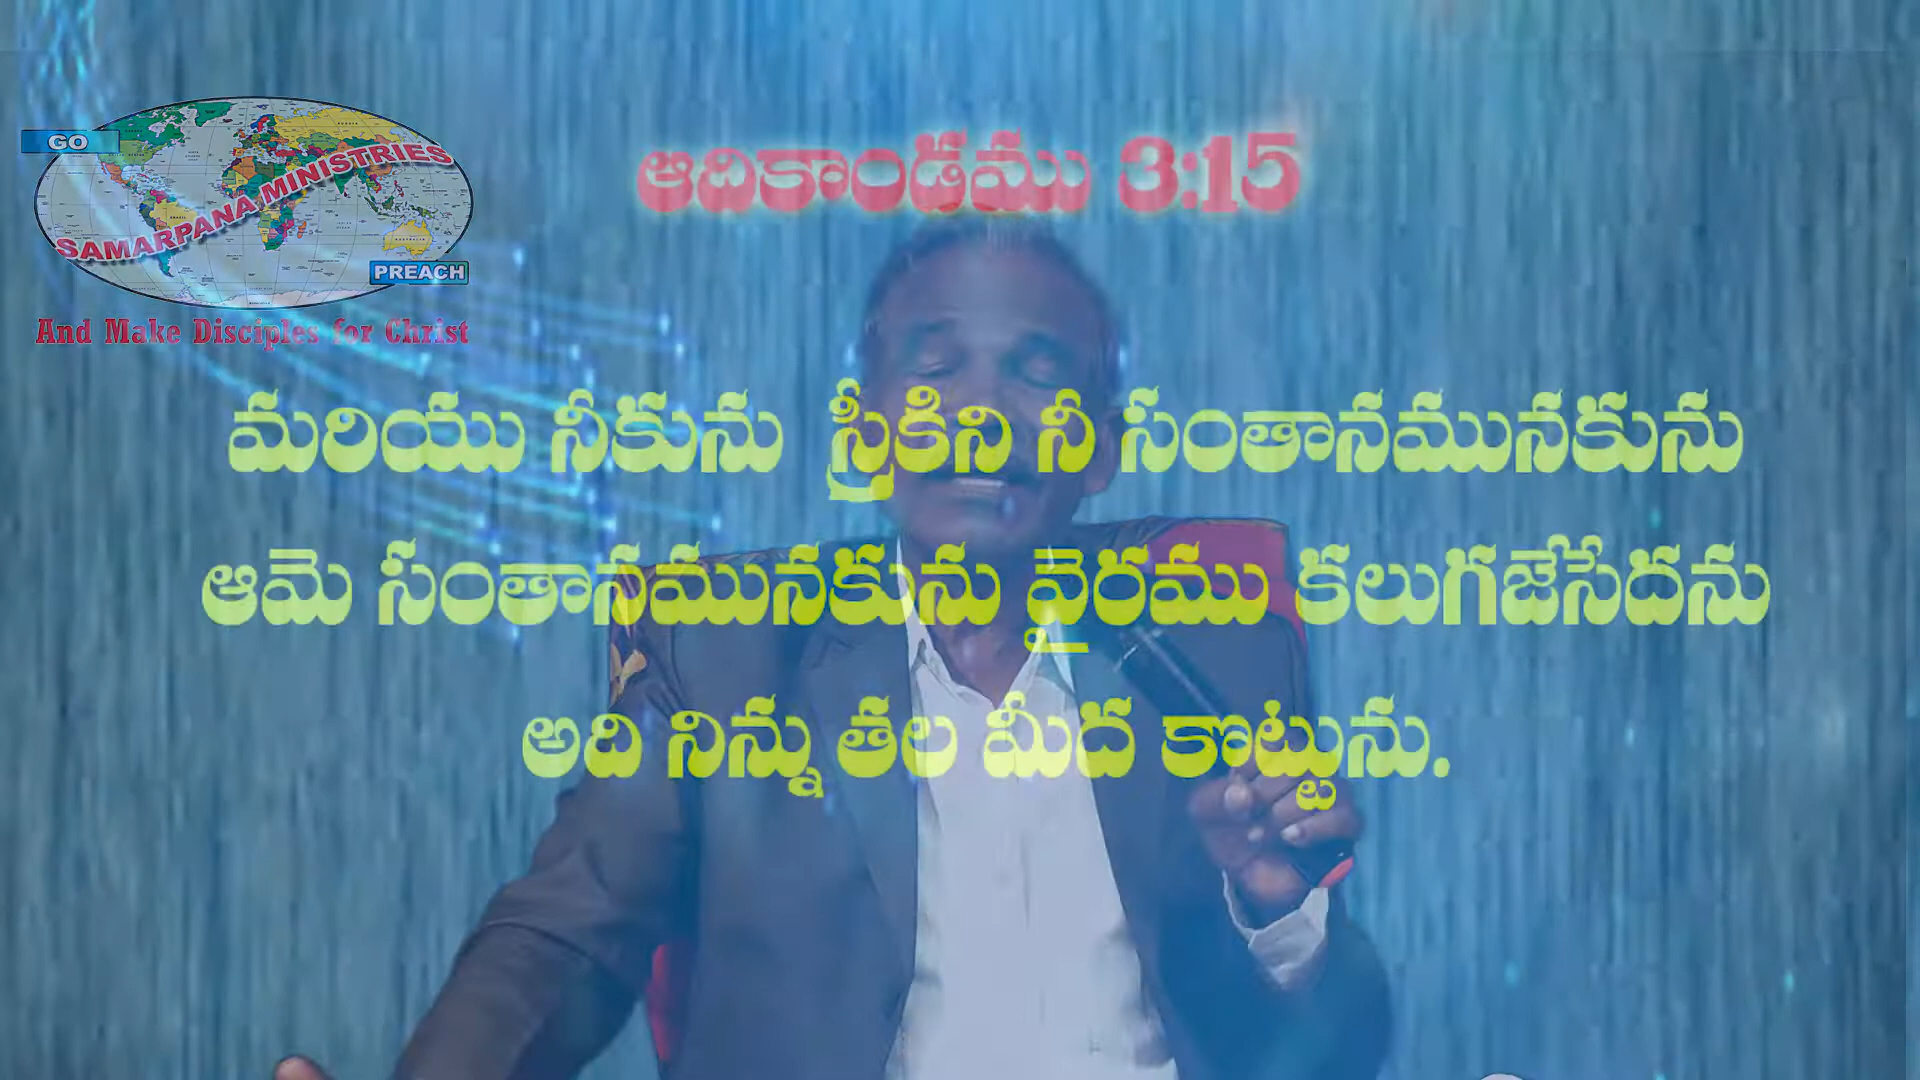 GO
SAMARPANA MINISTRIES
PREACH
And Make Disciples for Christ
ఆదికాండము 3:15
మరియు నీకును స్త్రీకిని నీ సంతానమునకును
ఆమె సంతానమునకును వైరము కలుగజేసేదను
అది నిన్ను తల మీద కొట్టును.